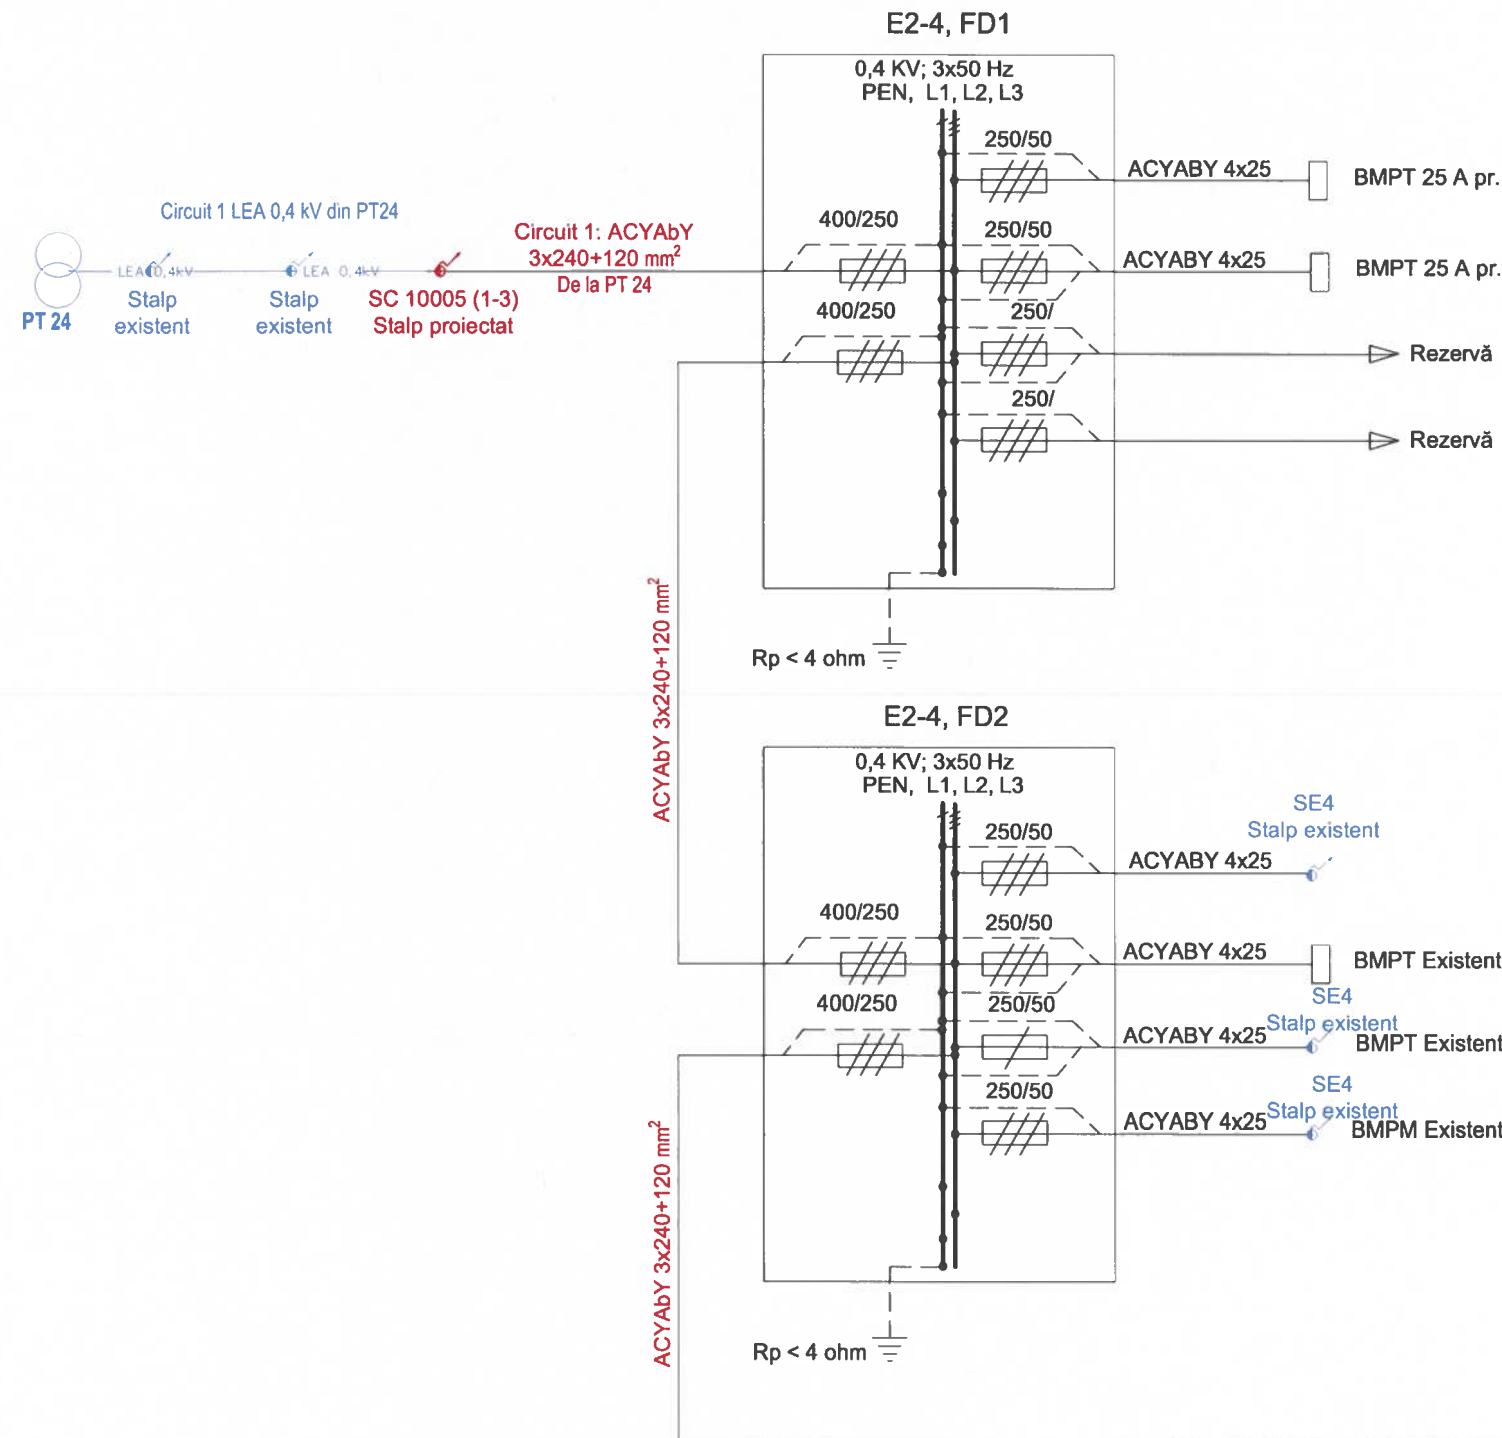 E2-4, FD1
0,4 KV; 3x50 Hz
PEN, L1, L2, L3
250/50
ACYABY 4x25
BMPT 25 A pr.
Circuit 1 LEA 0,4 kV din PT24
400/250
250/50
Circuit 1: ACYAbY
3x240+120 mm²
De la PT 24
ACYABY 4x25
BMPT 25 A pr.
LEA 0,4kV
LEA 0,4kV
PT 24
Stalp
existent
Stalp
existent
SC 10005 (1-3)
Stalp proiectat
400/250
250/
Rezervă
250/
Rezervă
ACYAbY 3x240+120 mm²
Rp < 4 ohm
E2-4, FD2
0,4 KV; 3x50 Hz
PEN, L1, L2, L3
250/50
ACYABY 4x25
SE4
Stalp existent
400/250
250/50
ACYABY 4x25
BMPT Existent
400/250
250/50
ACYABY 4x25
SE4
Stalp existent
BMPT Existent
250/50
ACYABY 4x25
SE4
Stalp existent
BMPM Existent
ACYAbY 3x240+120 mm²
Rp < 4 ohm